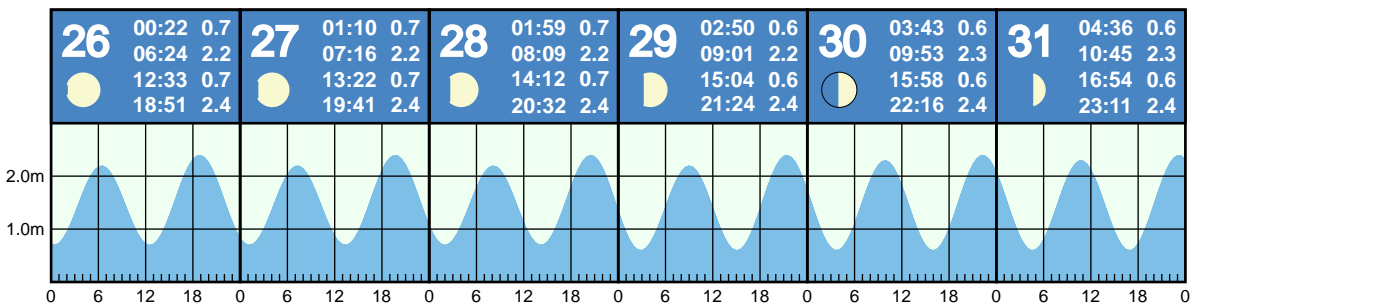 26 00:22 0.7 27 01:10 0.7 28 01:59 0.7 29 02:50 0.6 30 03:43 0.6 31 04:36 0.6
06:24 2.2 07:16 2.2 08:09 2.2 09:01 2.2 09:53 2.3 10:45 2.3
12:33 0.7 13:22 0.7 14:12 0.7 15:04 0.6 15:58 0.6 16:54 0.6
18:51 2.4 19:41 2.4 20:32 2.4 21:24 2.4 22:16 2.4 23:11 2.4
2.0m
1.0m
0 6 12 18 0 6 12 18 0 6 12 18 0 6 12 18 0 6 12 18 0 6 12 18 0